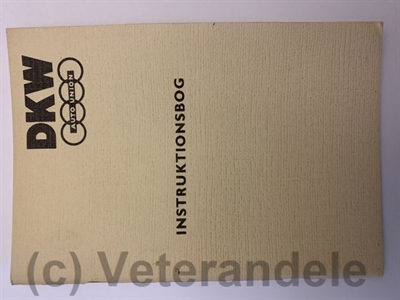 DKW
AUTO UNION
INSTRUKTIONSBOG
(c) Veterandele